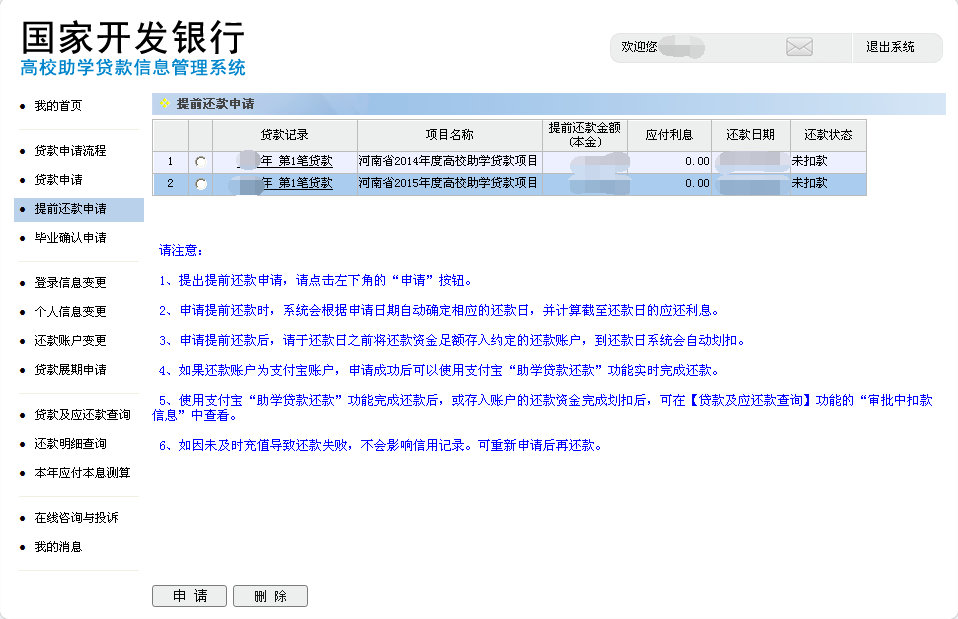 国家开发银行
高校助学贷款信息管理系统
欢迎您
退出系统
我的首页
贷款申请流程
贷款申请
提前还款申请
毕业确认申请
登录信息变更
个人信息变更
还款账户变更
贷款展期申请
贷款及应还款查询
还款明细查询
本年应付本息测算
在线咨询与投诉
我的消息
提前还款申请
贷款记录 项目名称 提前还款金额(本金) 应付利息 还款日期 还款状态
1 年 第1笔贷款 河南省2014年度高校助学贷款项目 0.00 未扣款
2 年 第1笔贷款 河南省2015年度高校助学贷款项目 0.00 未扣款
请注意:
1、提出提前还款申请，请点击左下角的“申请”按钮。
2、申请提前还款时，系统会根据申请日期自动确定相应的还款日，并计算截至还款日的应还利息。
3、申请提前还款后，请于还款日之前将还款资金足额存入约定的还款账户，到还款日系统会自动划扣。
4、如果还款账户为支付宝账户，申请成功后可以使用支付宝“助学贷款还款”功能实时完成还款。
5、使用支付宝“助学贷款还款”功能完成还款后，或存入账户的还款资金完成划扣后，可在【贷款及应还款查询】功能的“审批中扣款
信息”中查看。
6、如因未及时充值导致还款失败，不会影响信用记录。可重新申请后再还款。
申 请
删 除